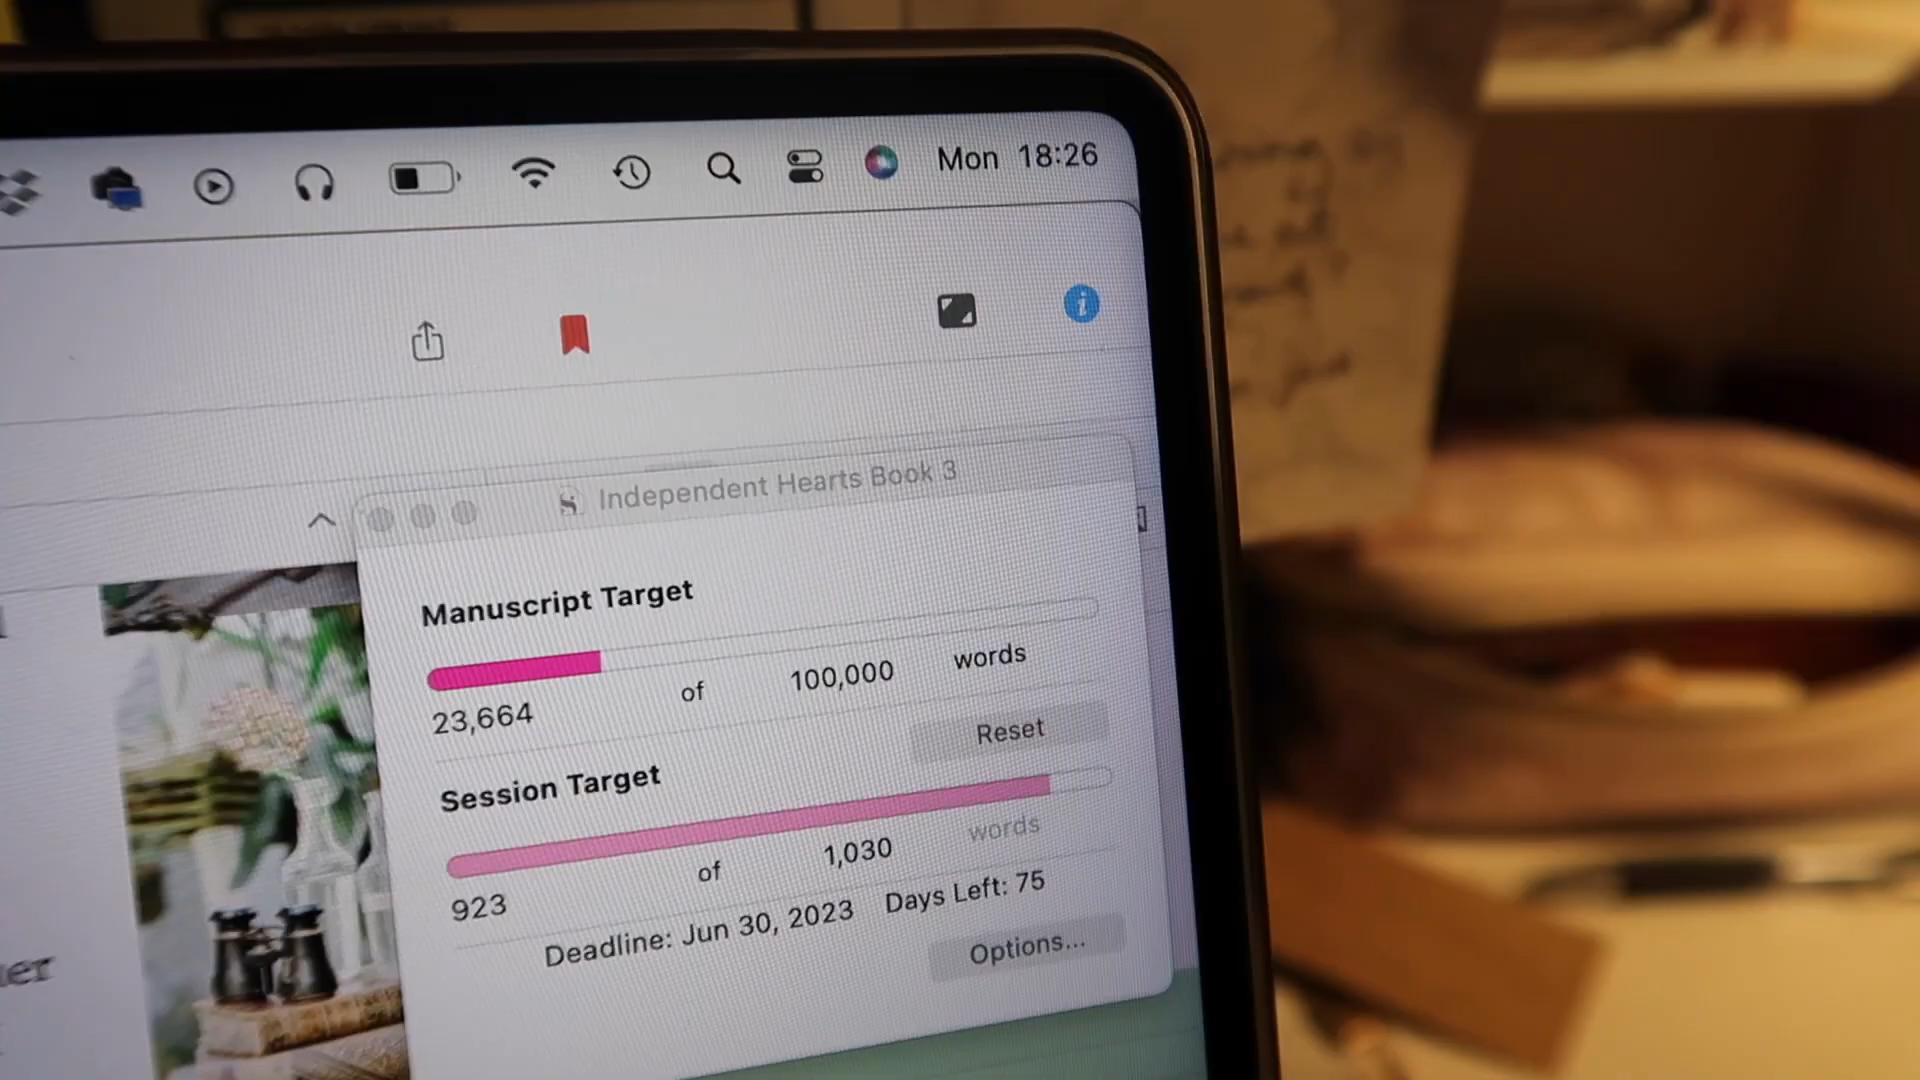 Mon 18:26
Independent Hearts Book 3
Manuscript Target
23,664 of 100,000 words
Reset
Session Target
923 of 1,030 words
Deadline: Jun 30, 2023 Days Left: 75
Options...